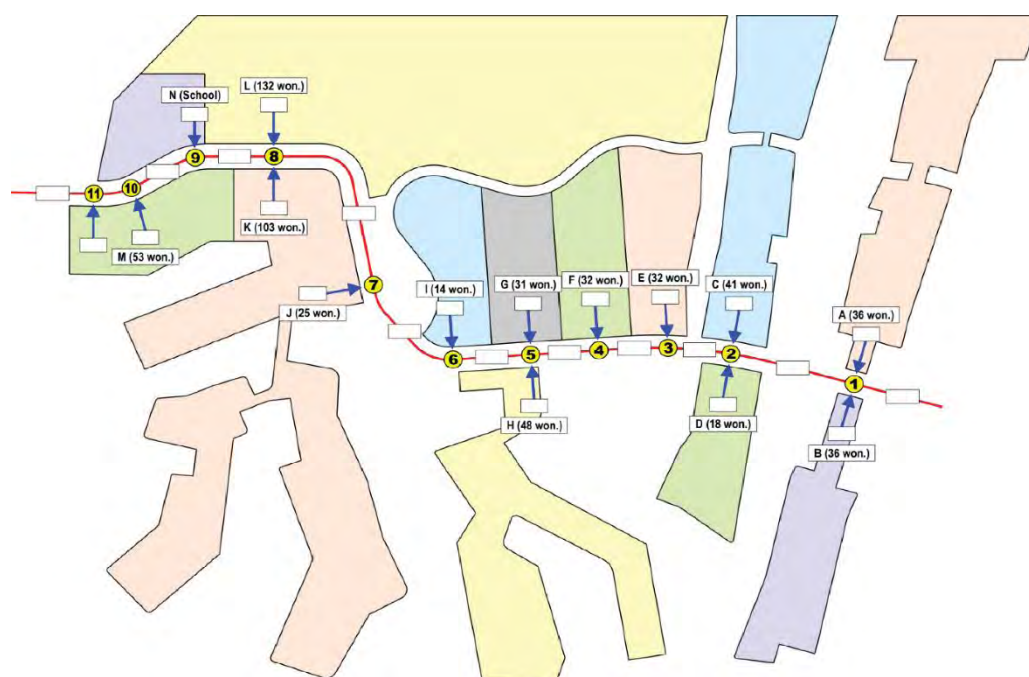 L (132 won.)
N (School)
9
8
11
10
K (103 won.)
M (53 won.)
J (25 won.)
7
I (14 won.)
G (31 won.)
F (32 won.)
E (32 won.)
C (41 won.)
A (36 won.)
6
5
4
3
2
1
H (48 won.)
D (18 won.)
B (36 won.)